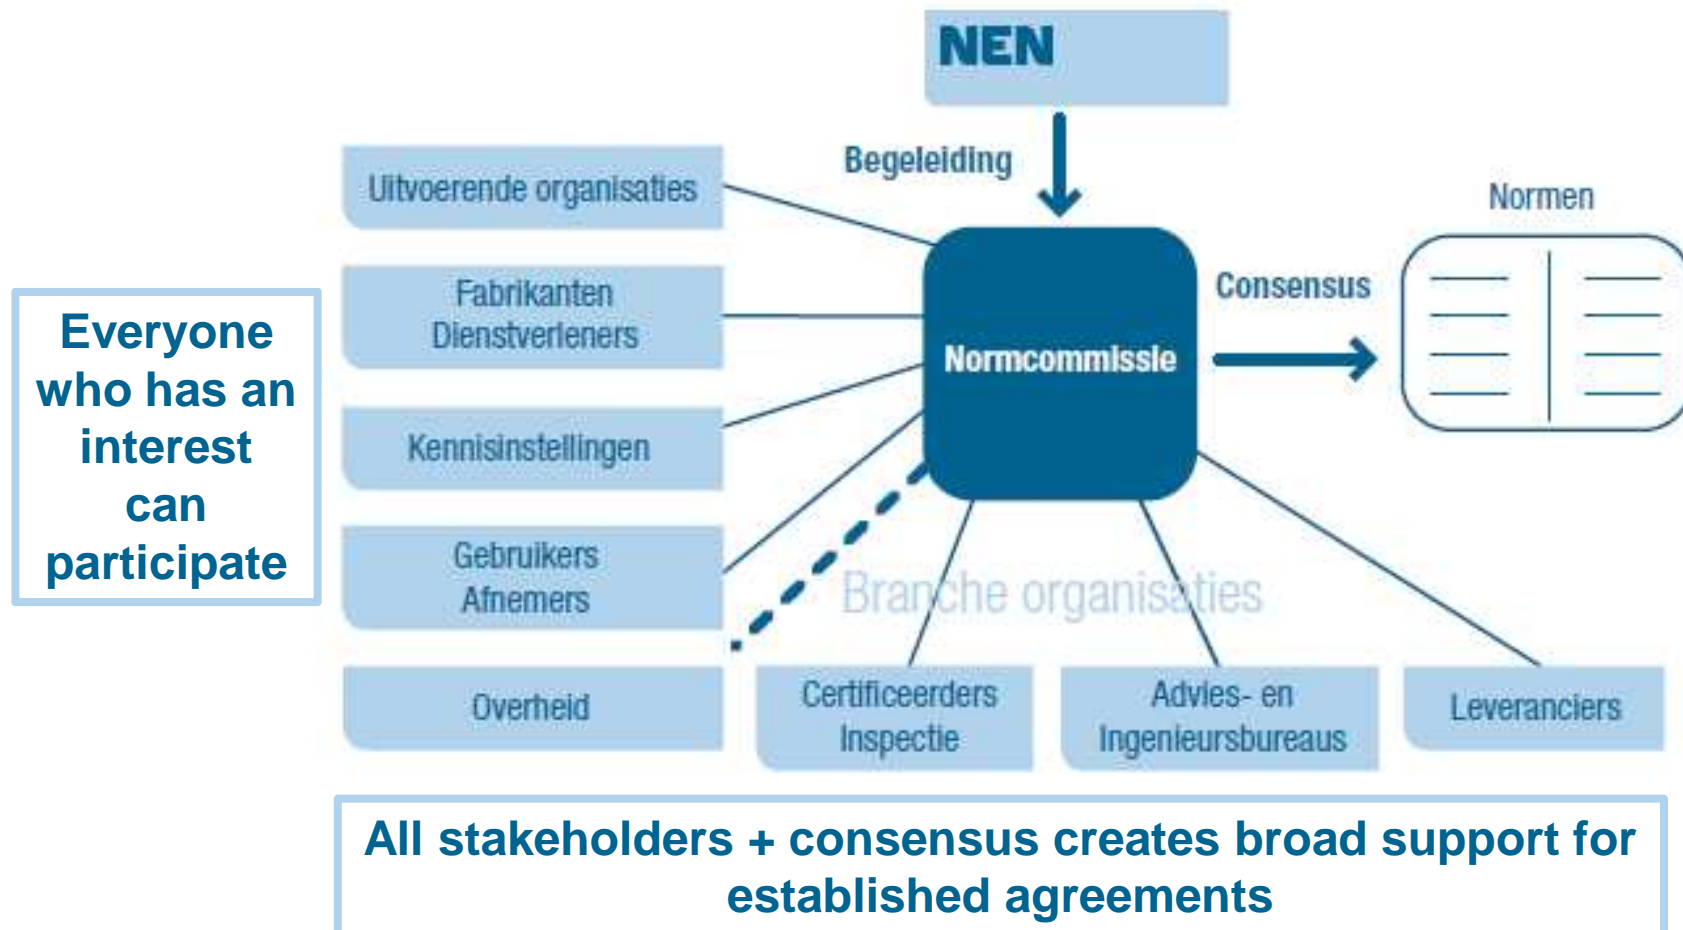 NEN
Begeleiding
Uitvoerende organisaties
Normen
Fabrikanten
Dienstverleners
Consensus
Everyone
who has an
interest
can
participate
Normcommissie
Kennisinstellingen
Gebruikers
Afnemers
Branche organisaties
Overheid
Certificeerders
Inspectie
Advies- en
Ingenieursbureaus
Leveranciers
All stakeholders + consensus creates broad support for
established agreements